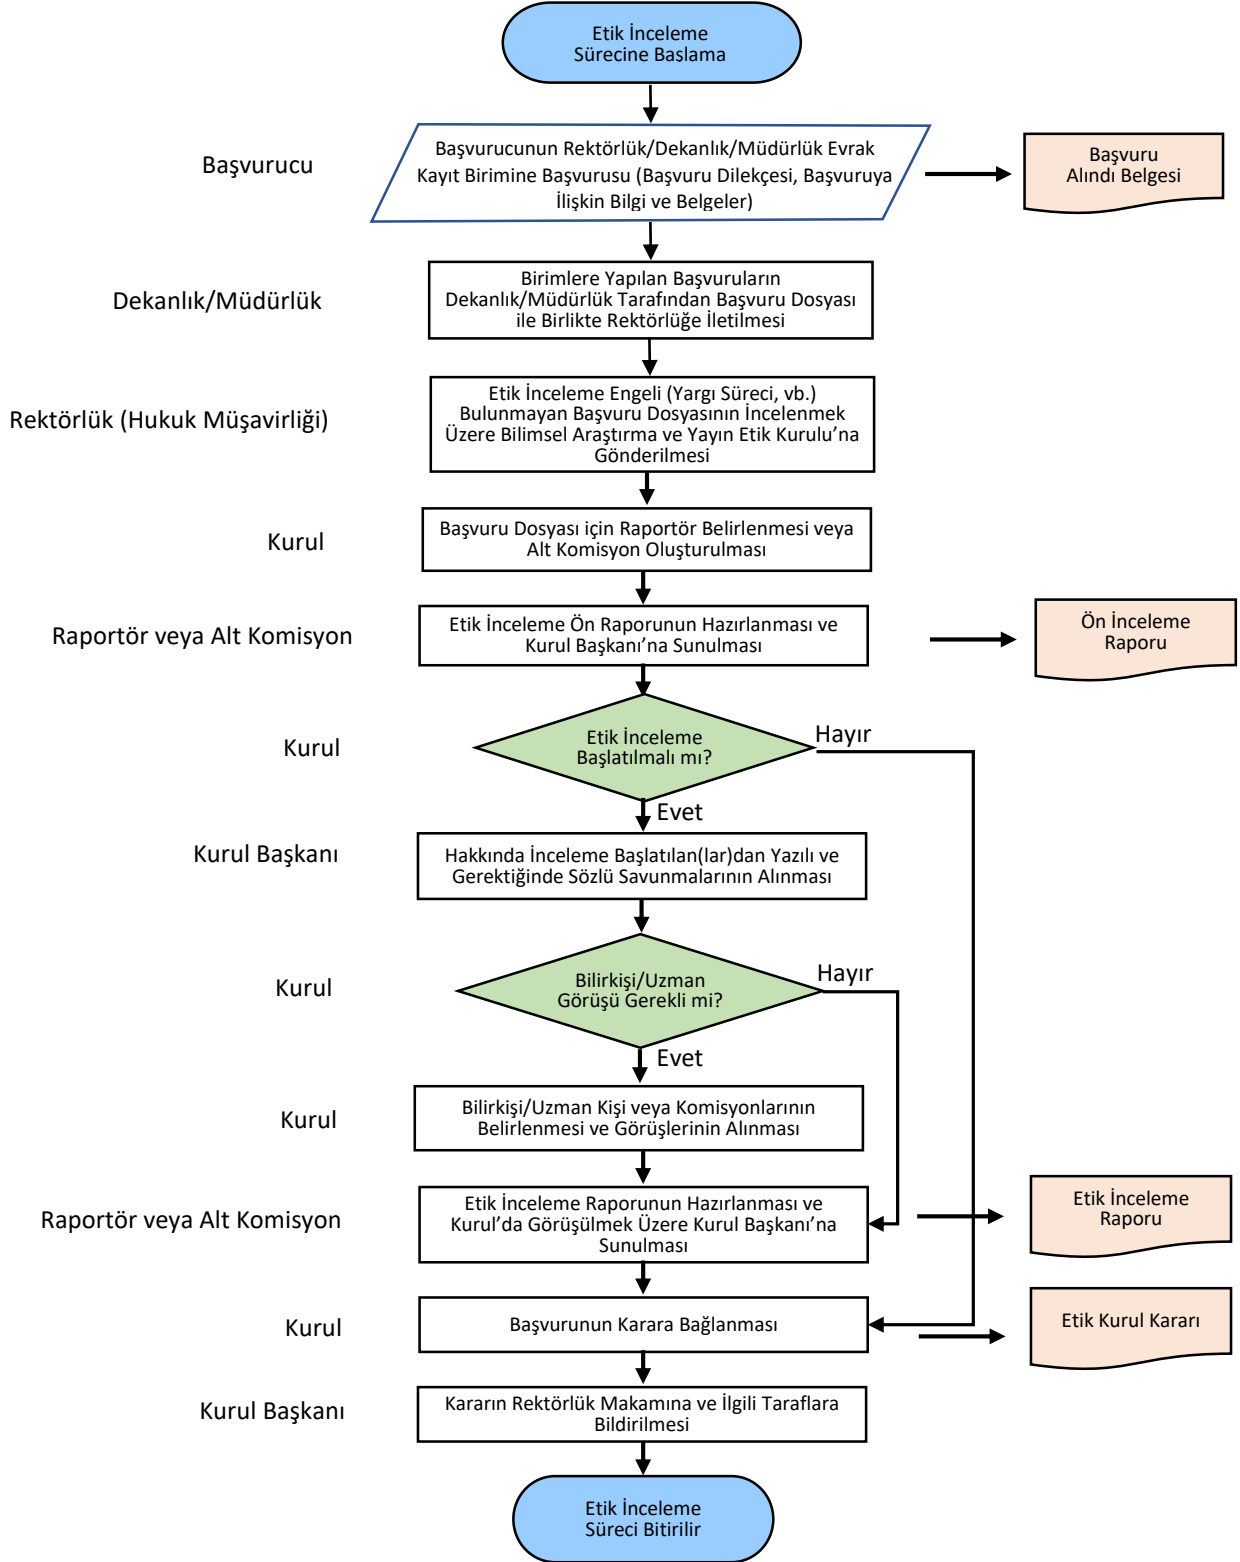 Etik İnceleme
Sürecine Başlama
Başvurucu
Başvurucunun Rektörlük/Dekanlık/Müdürlük Evrak
Kayıt Birimine Başvurusu (Başvuru Dilekçesi, Başvuruya
İlişkin Bilgi ve Belgeler)
Başvuru
Alındı Belgesi
Dekanlık/Müdürlük
Birimlere Yapılan Başvuruların
Dekanlık/Müdürlük Tarafından Başvuru Dosyası
ile Birlikte Rektörlüğe İletilmesi
Rektörlük (Hukuk Müşavirliği)
Etik İnceleme Engeli (Yargı Süreci, vb.)
Bulunmayan Başvuru Dosyasının İncelenmek
Üzere Bilimsel Araştırma ve Yayın Etik Kurulu’na
Gönderilmesi
Kurul
Başvuru Dosyası için Raportör Belirlenmesi veya
Alt Komisyon Oluşturulması
Raportör veya Alt Komisyon
Etik İnceleme Ön Raporunun Hazırlanması ve
Kurul Başkanı’na Sunulması
Ön İnceleme
Raporu
Kurul
Etik İnceleme
Başlatılmalı mı?
Hayır
Evet
Kurul Başkanı
Hakkında İnceleme Başlatılan(lar)dan Yazılı ve
Gerektiğinde Sözlü Savunmalarının Alınması
Kurul
Bilirkişi/Uzman
Görüşü Gerekli mi?
Hayır
Evet
Kurul
Bilirkişi/Uzman Kişi veya Komisyonlarının
Belirlenmesi ve Görüşlerinin Alınması
Raportör veya Alt Komisyon
Etik İnceleme Raporunun Hazırlanması ve
Kurul’da Görüşülmek Üzere Kurul Başkanı’na
Sunulması
Etik İnceleme
Raporu
Kurul
Başvurunun Karara Bağlanması
Etik Kurul Kararı
Kurul Başkanı
Kararın Rektörlük Makamına ve İlgili Taraflara
Bildirilmesi
Etik İnceleme
Süreci Bitirilir